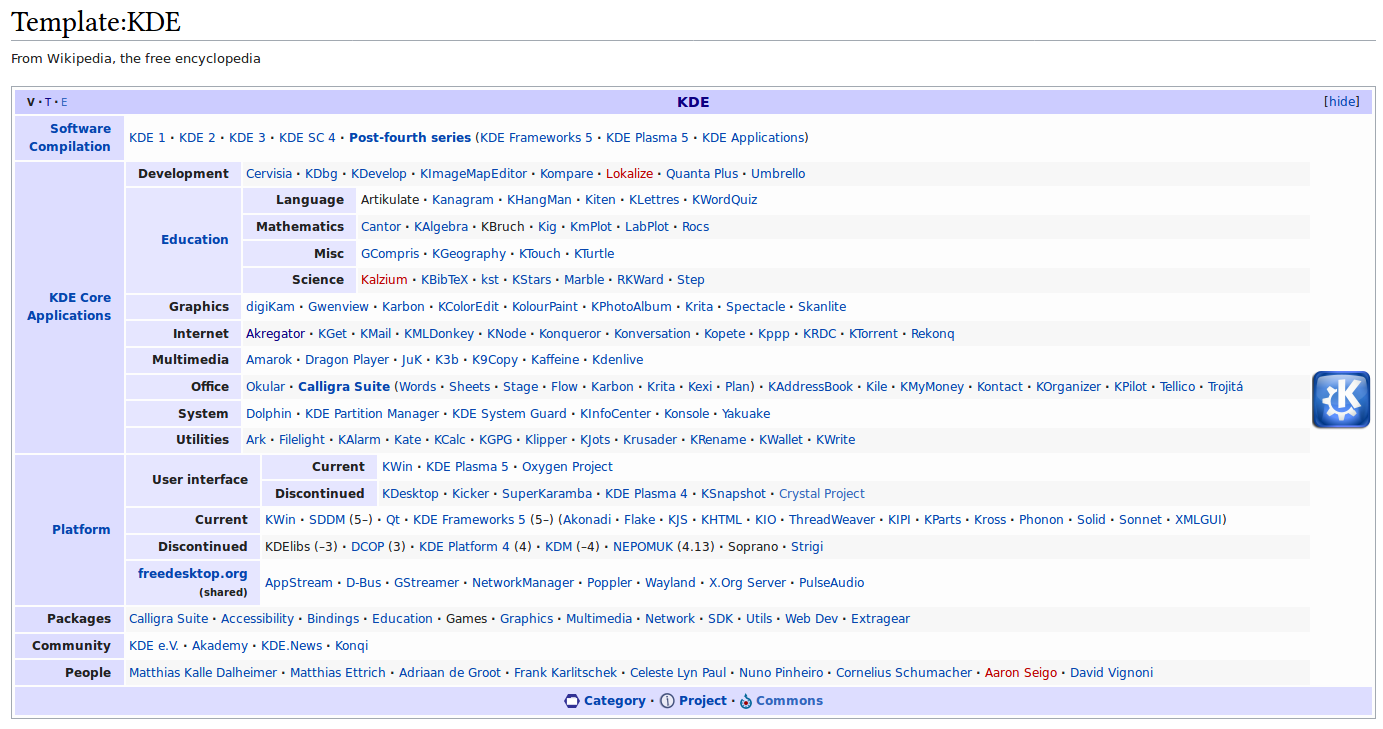 Template:KDE
From Wikipedia, the free encyclopedia
V · T · E KDE [hide]
Software Compilation KDE 1 · KDE 2 · KDE 3 · KDE SC 4 · Post-fourth series (KDE Frameworks 5 · KDE Plasma 5 · KDE Applications)
KDE Core Applications
Development Cervisia · KDbg · KDevelop · KImageMapEditor · Kompare · Lokalize · Quanta Plus · Umbrello
Education
Language Artikulate · Kanagram · KHangMan · Kiten · KLettres · KWordQuiz
Mathematics Cantor · KAlgebra · KBruch · Kig · KmPlot · LabPlot · Rocs
Misc GCompris · KGeography · KTouch · KTurtle
Science Kalzium · KBibTeX · kst · KStars · Marble · RKWard · Step
Graphics digiKam · Gwenview · Karbon · KColorEdit · KolourPaint · KPhotoAlbum · Krita · Spectacle · Skanlite
Internet Akregator · KGet · KMail · KMLDonkey · KNode · Konqueror · Konversation · Kopete · Kppp · KRDC · KTorrent · Rekonq
Multimedia Amarok · Dragon Player · JuK · K3b · K9Copy · Kaffeine · Kdenlive
Office Okular · Calligra Suite (Words · Sheets · Stage · Flow · Karbon · Krita · Kexi · Plan) · KAddressBook · Kile · KMyMoney · Kontact · KOrganizer · KPilot · Tellico · Trojitá
System Dolphin · KDE Partition Manager · KDE System Guard · KInfoCenter · Konsole · Yakuake
Utilities Ark · Filelight · KAlarm · Kate · KCalc · KGPG · Klipper · KJots · Krusader · KRename · KWallet · KWrite
Platform
User interface
Current KWin · KDE Plasma 5 · Oxygen Project
Discontinued KDesktop · Kicker · SuperKaramba · KDE Plasma 4 · KSnapshot · Crystal Project
Current KWin · SDDM (5–) · Qt · KDE Frameworks 5 (5–) (Akonadi · Flake · KJS · KHTML · KIO · ThreadWeaver · KIPI · KParts · Kross · Phonon · Solid · Sonnet · XMLGUI)
Discontinued KDElibs (–3) · DCOP (3) · KDE Platform 4 (4) · KDM (–4) · NEPOMUK (4.13) · Soprano · Strigi
freedesktop.org (shared) AppStream · D-Bus · GStreamer · NetworkManager · Poppler · Wayland · X.Org Server · PulseAudio
Packages Calligra Suite · Accessibility · Bindings · Education · Games · Graphics · Multimedia · Network · SDK · Utils · Web Dev · Extragear
Community KDE e.V. · Akademy · KDE.News · Konqi
People Matthias Kalle Dalheimer · Matthias Ettrich · Adriaan de Groot · Frank Karlitschek · Celeste Lyn Paul · Nuno Pinheiro · Cornelius Schumacher · Aaron Seigo · David Vignoni
Category · Project · Commons